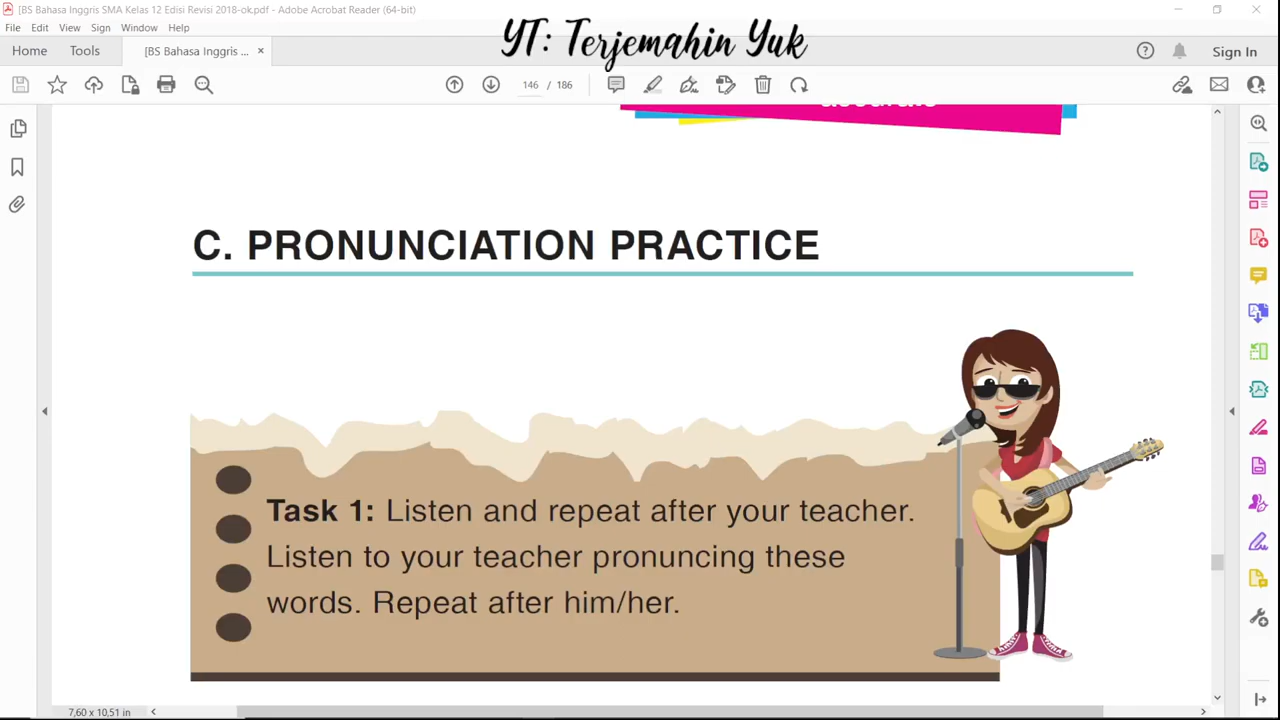 [BS Bahasa Inggris SMA Kelas 12 Edisi Revisi 2018-ok.pdf - Adobe Acrobat Reader (64-bit)
YT: Terjemahin Yuk
File Edit View Sign Window Help
Home Tools [BS Bahasa Inggris ... × Sign In
146 / 186
C. PRONUNCIATION PRACTICE
Task 1: Listen and repeat after your teacher.
Listen to your teacher pronuncing these
words. Repeat after him/her.
7,60 x 10,51 in